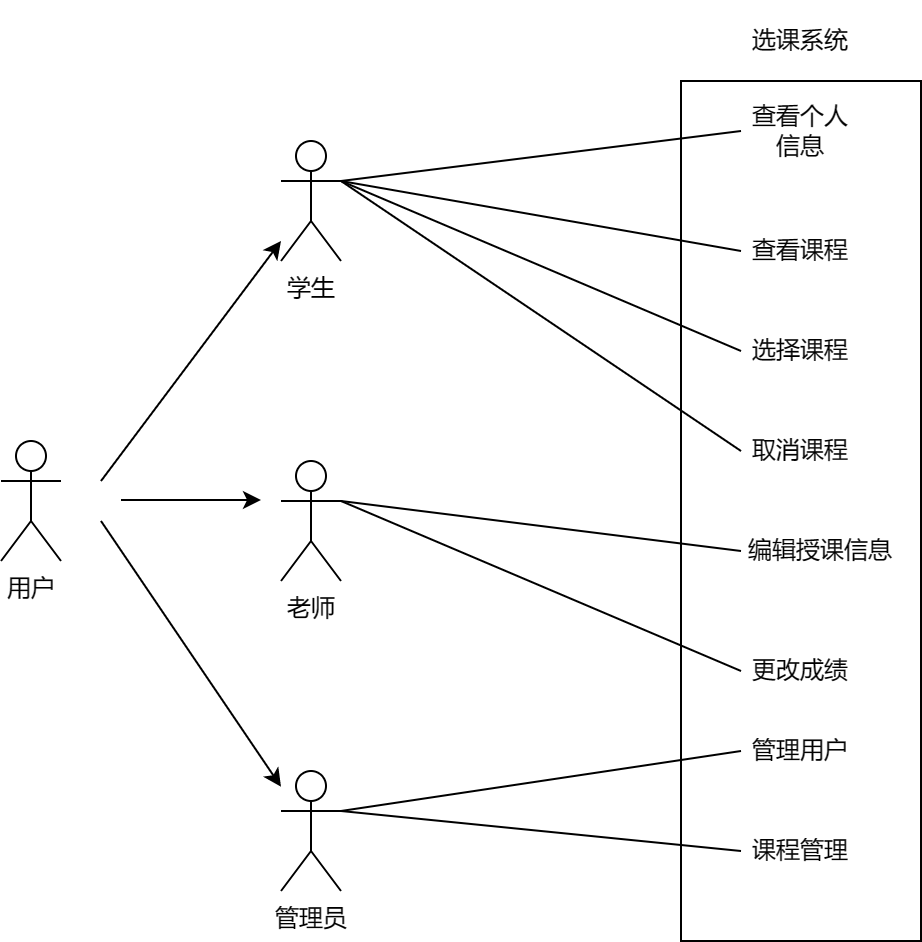 选课系统
查看个人
信息
学生
查看课程
选择课程
取消课程
用户
老师
编辑授课信息
更改成绩
管理员
管理用户
课程管理